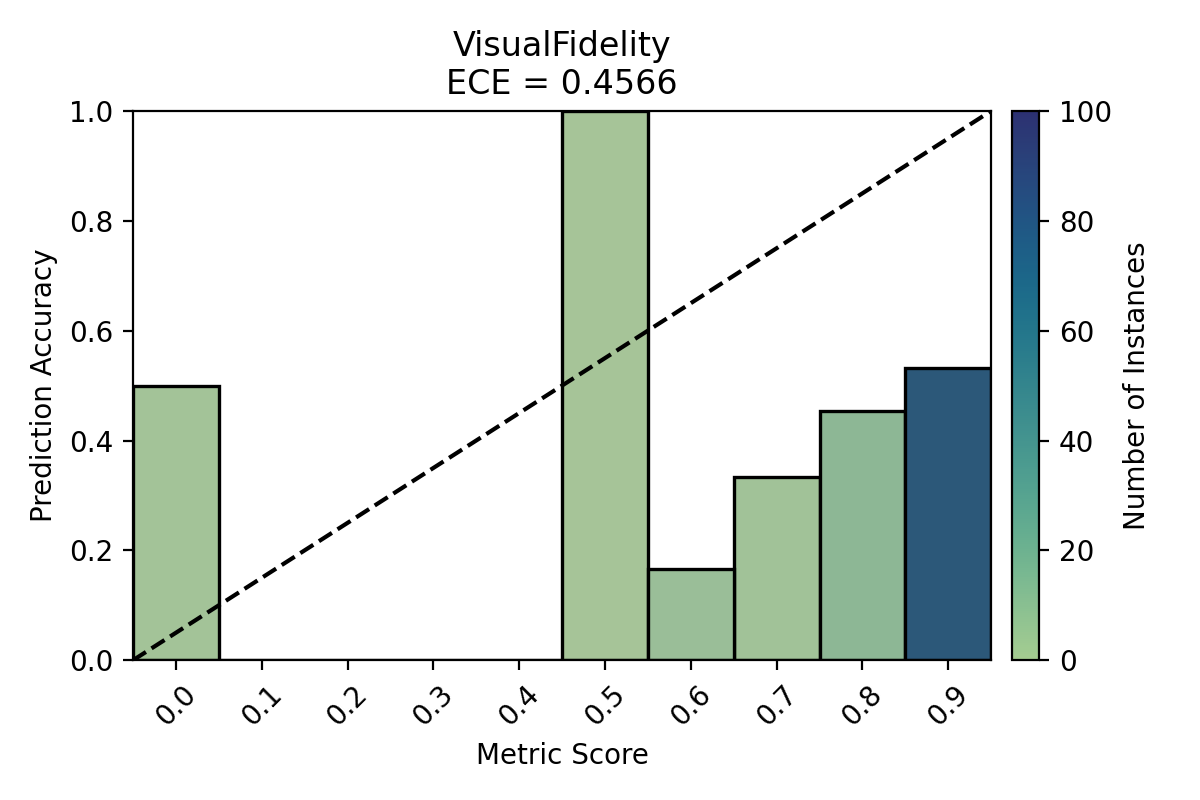 VisualFidelity
ECE = 0.4566
Prediction Accuracy
1.0
0.8
0.6
0.4
0.2
0.0
0.0 0.1 0.2 0.3 0.4 0.5 0.6 0.7 0.8 0.9
Metric Score
100
80
60
40
20
0
Number of Instances